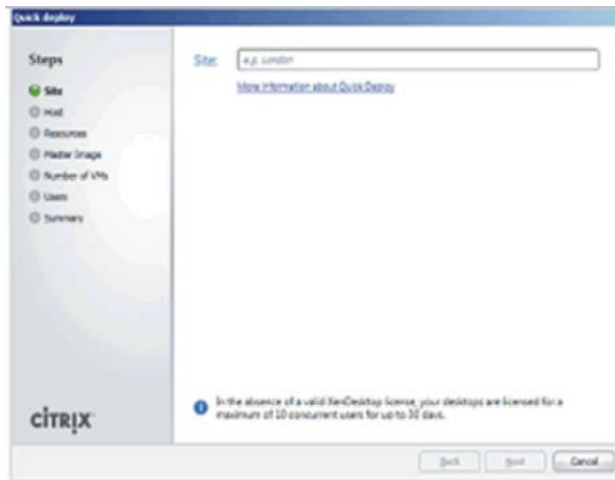 Quick deploy
Steps
Site
Host
Resources
Master Image
Number of VMs
Users
Summary
Site:
e.g. London
More information about Quick Deploy
In the absence of a valid XenDesktop license, your desktops are licensed for a
maximum of 10 concurrent users for up to 30 days.
CITRIX
Back
Next
Cancel